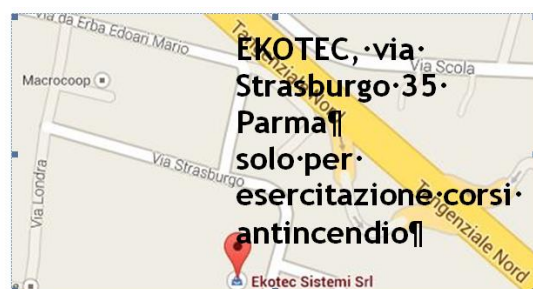 Via da Erba Edoari Mario
Tangenziale Nord
EKOTEC, via
Via Scola
Macrocoop
Strasburgo 35
Parma¶
solo per
Via Strasburgo
esercitazione corsi
Via Londra
antincendio¶
Tangenziale Nord
Ekotec Sistemi Srl